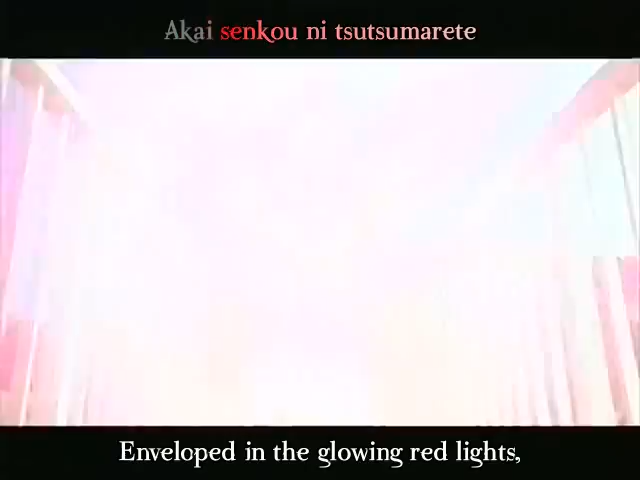 Akai senkou ni tsutsumarete
Enveloped in the glowing red lights,